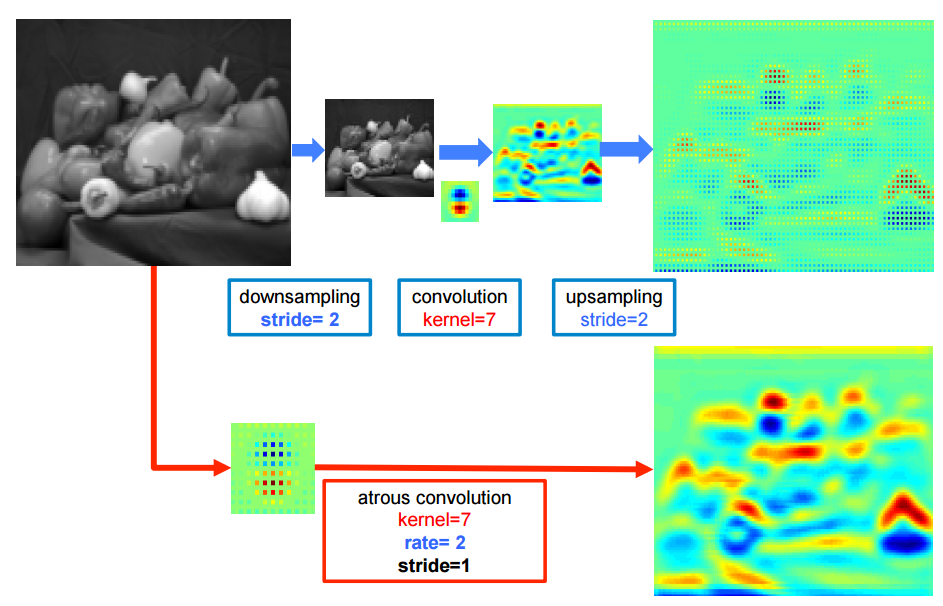 downsampling
stride= 2
convolution
kernel=7
upsampling
stride=2
atrous convolution
kernel=7
rate= 2
stride=1